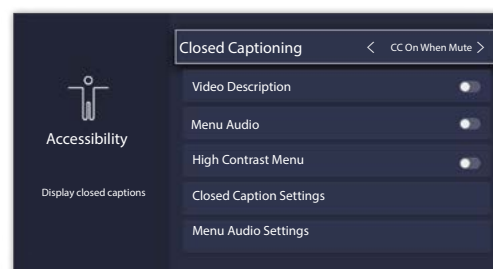 Accessibility
Display closed captions
Closed Captioning < CC On When Mute >
Video Description
Menu Audio
High Contrast Menu
Closed Caption Settings
Menu Audio Settings